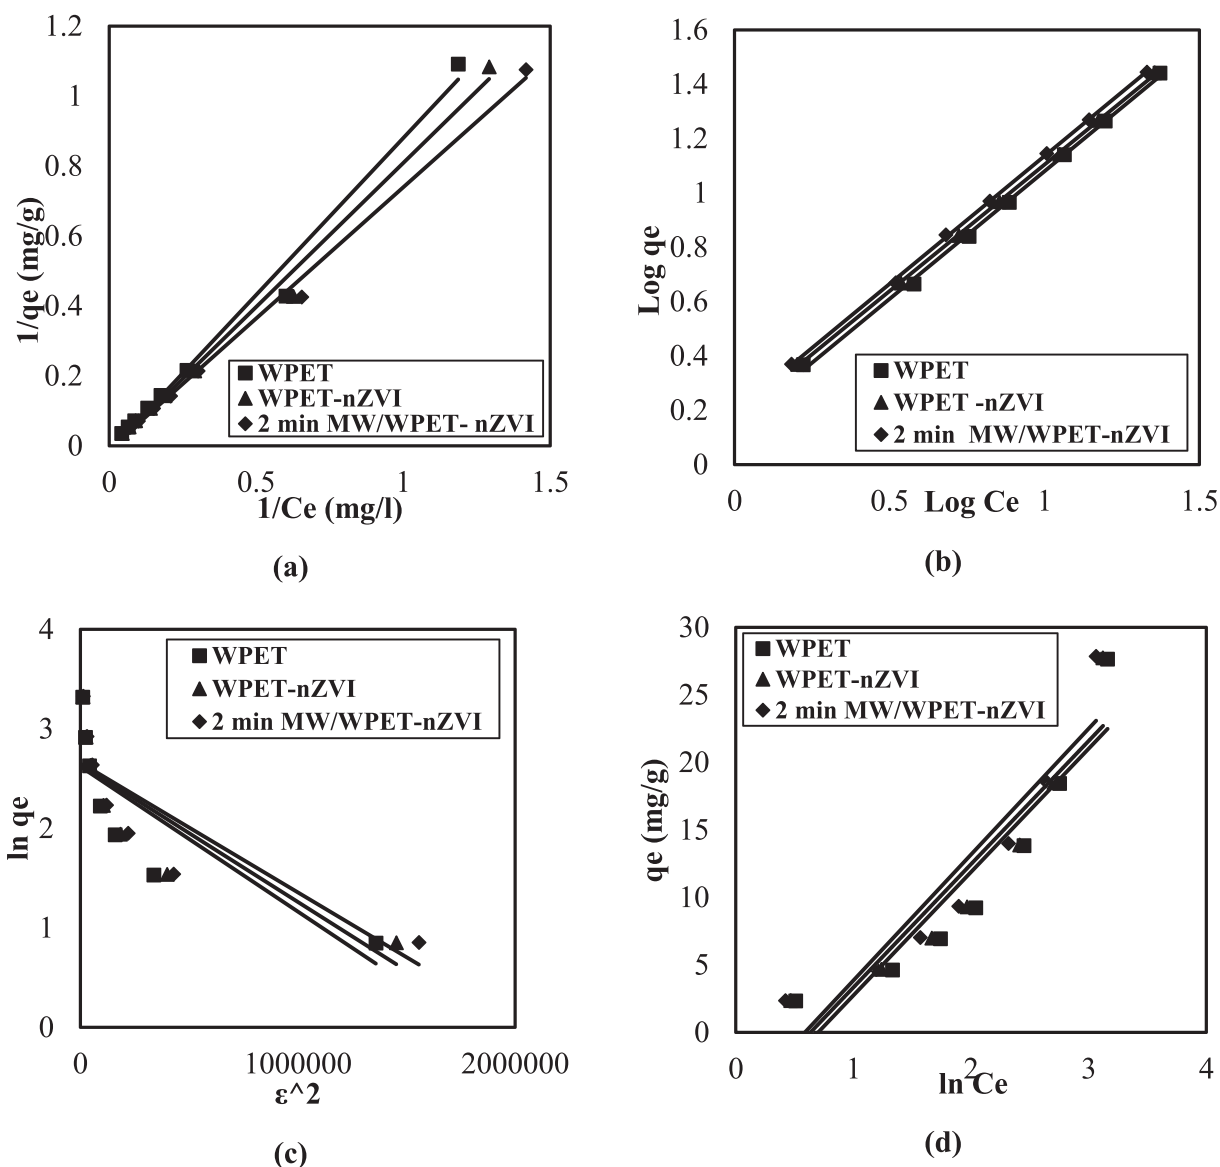 1.2
1
0.8
0.6
0.4
0.2
0
1/qe (mg/g)
WPET
WPET-nZVI
2 min MW/WPET- nZVI
0 0.5 1 1.5
1/Ce (mg/l)
(a)
1.6
1.4
1.2
1
0.8
0.6
0.4
0.2
0
Log qe
WPET
WPET -nZVI
2 min MW/WPET-nZVI
0 0.5 1 1.5
Log Ce
(b)
4
3
2
1
0
ln qe
WPET
WPET-nZVI
2 min MW/WPET-nZVI
0 1000000 2000000
ε^2
(c)
30
25
20
15
10
5
0
qe (mg/g)
WPET
WPET-nZVI
2 min MW/WPET-nZVI
0 1 2 3 4
ln Ce
(d)